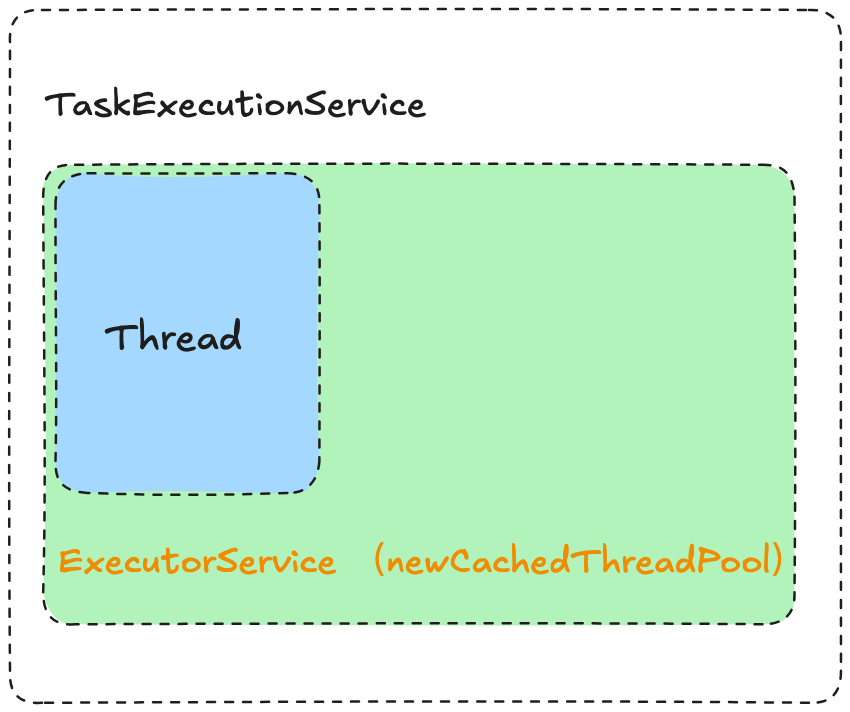 TaskExecutionService
Thread
ExecutorService (newCachedThreadPool)